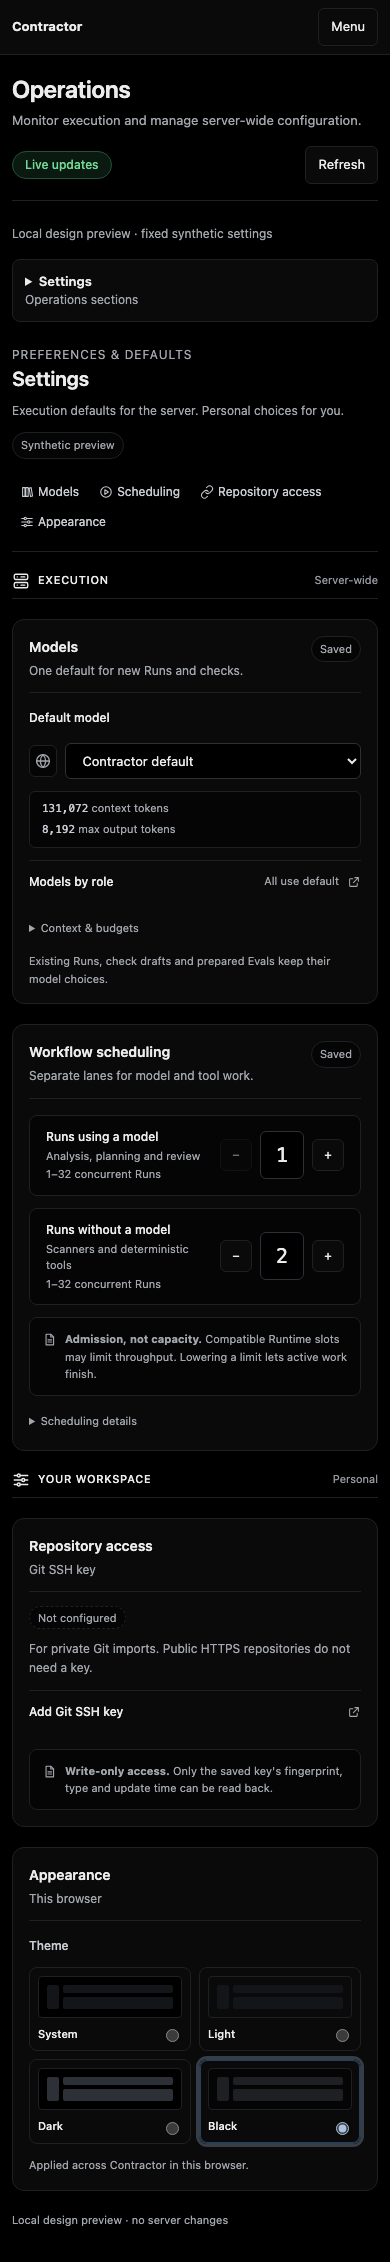 Contractor
Menu
Operations
Monitor execution and manage server-wide configuration.
Live updates
Refresh
Local design preview · fixed synthetic settings
Settings
Operations sections
PREFERENCES & DEFAULTS
Settings
Execution defaults for the server. Personal choices for you.
Synthetic preview
Models
Scheduling
Repository access
Appearance
EXECUTION
Server-wide
Models
Saved
One default for new Runs and checks.
Default model
Contractor default
131,072 context tokens
8,192 max output tokens
Models by role
All use default
Context & budgets
Existing Runs, check drafts and prepared Evals keep their
model choices.
Workflow scheduling
Saved
Separate lanes for model and tool work.
Runs using a model
Analysis, planning and review
1–32 concurrent Runs
− 1 +
Runs without a model
Scanners and deterministic
tools
1–32 concurrent Runs
− 2 +
Admission, not capacity. Compatible Runtime slots
may limit throughput. Lowering a limit lets active work
finish.
Scheduling details
YOUR WORKSPACE
Personal
Repository access
Git SSH key
Not configured
For private Git imports. Public HTTPS repositories do not
need a key.
Add Git SSH key
Write-only access. Only the saved key's fingerprint,
type and update time can be read back.
Appearance
This browser
Theme
System
Light
Dark
Black
Applied across Contractor in this browser.
Local design preview · no server changes